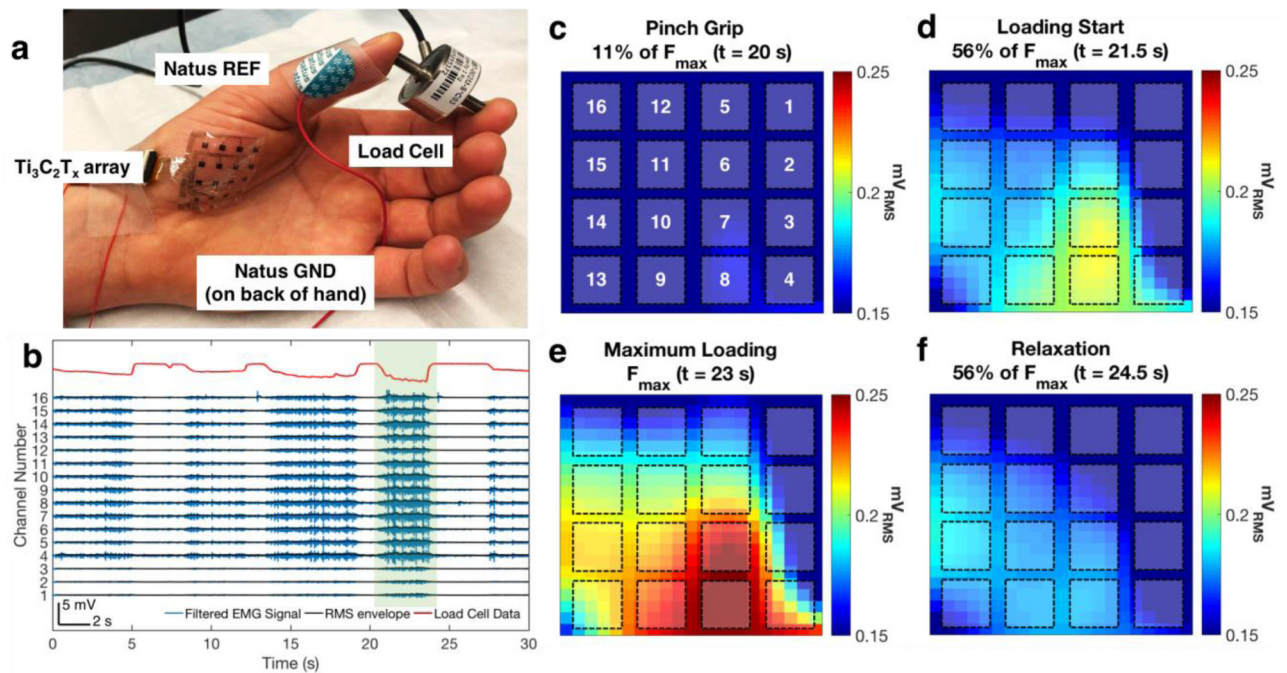 a
Natus REF
Load Cell
Ti3C2Tx array
Natus GND
(on back of hand)
b
16
15
14
13
12
11
10
9
8
7
6
5
4
3
2
1
Channel Number
5 mV
2 s
Filtered EMG Signal RMS envelope Load Cell Data
0 5 10 15 20 25 30
Time (s)
c
Pinch Grip
11% of Fmax (t = 20 s)
16 12 5 1
15 11 6 2
14 10 7 3
13 9 8 4
0.25
0.2
0.15
mVRMS
d
Loading Start
56% of Fmax (t = 21.5 s)
0.25
0.2
0.15
mVRMS
e
Maximum Loading
Fmax (t = 23 s)
0.25
0.2
0.15
mVRMS
f
Relaxation
56% of Fmax (t = 24.5 s)
0.25
0.2
0.15
mVRMS